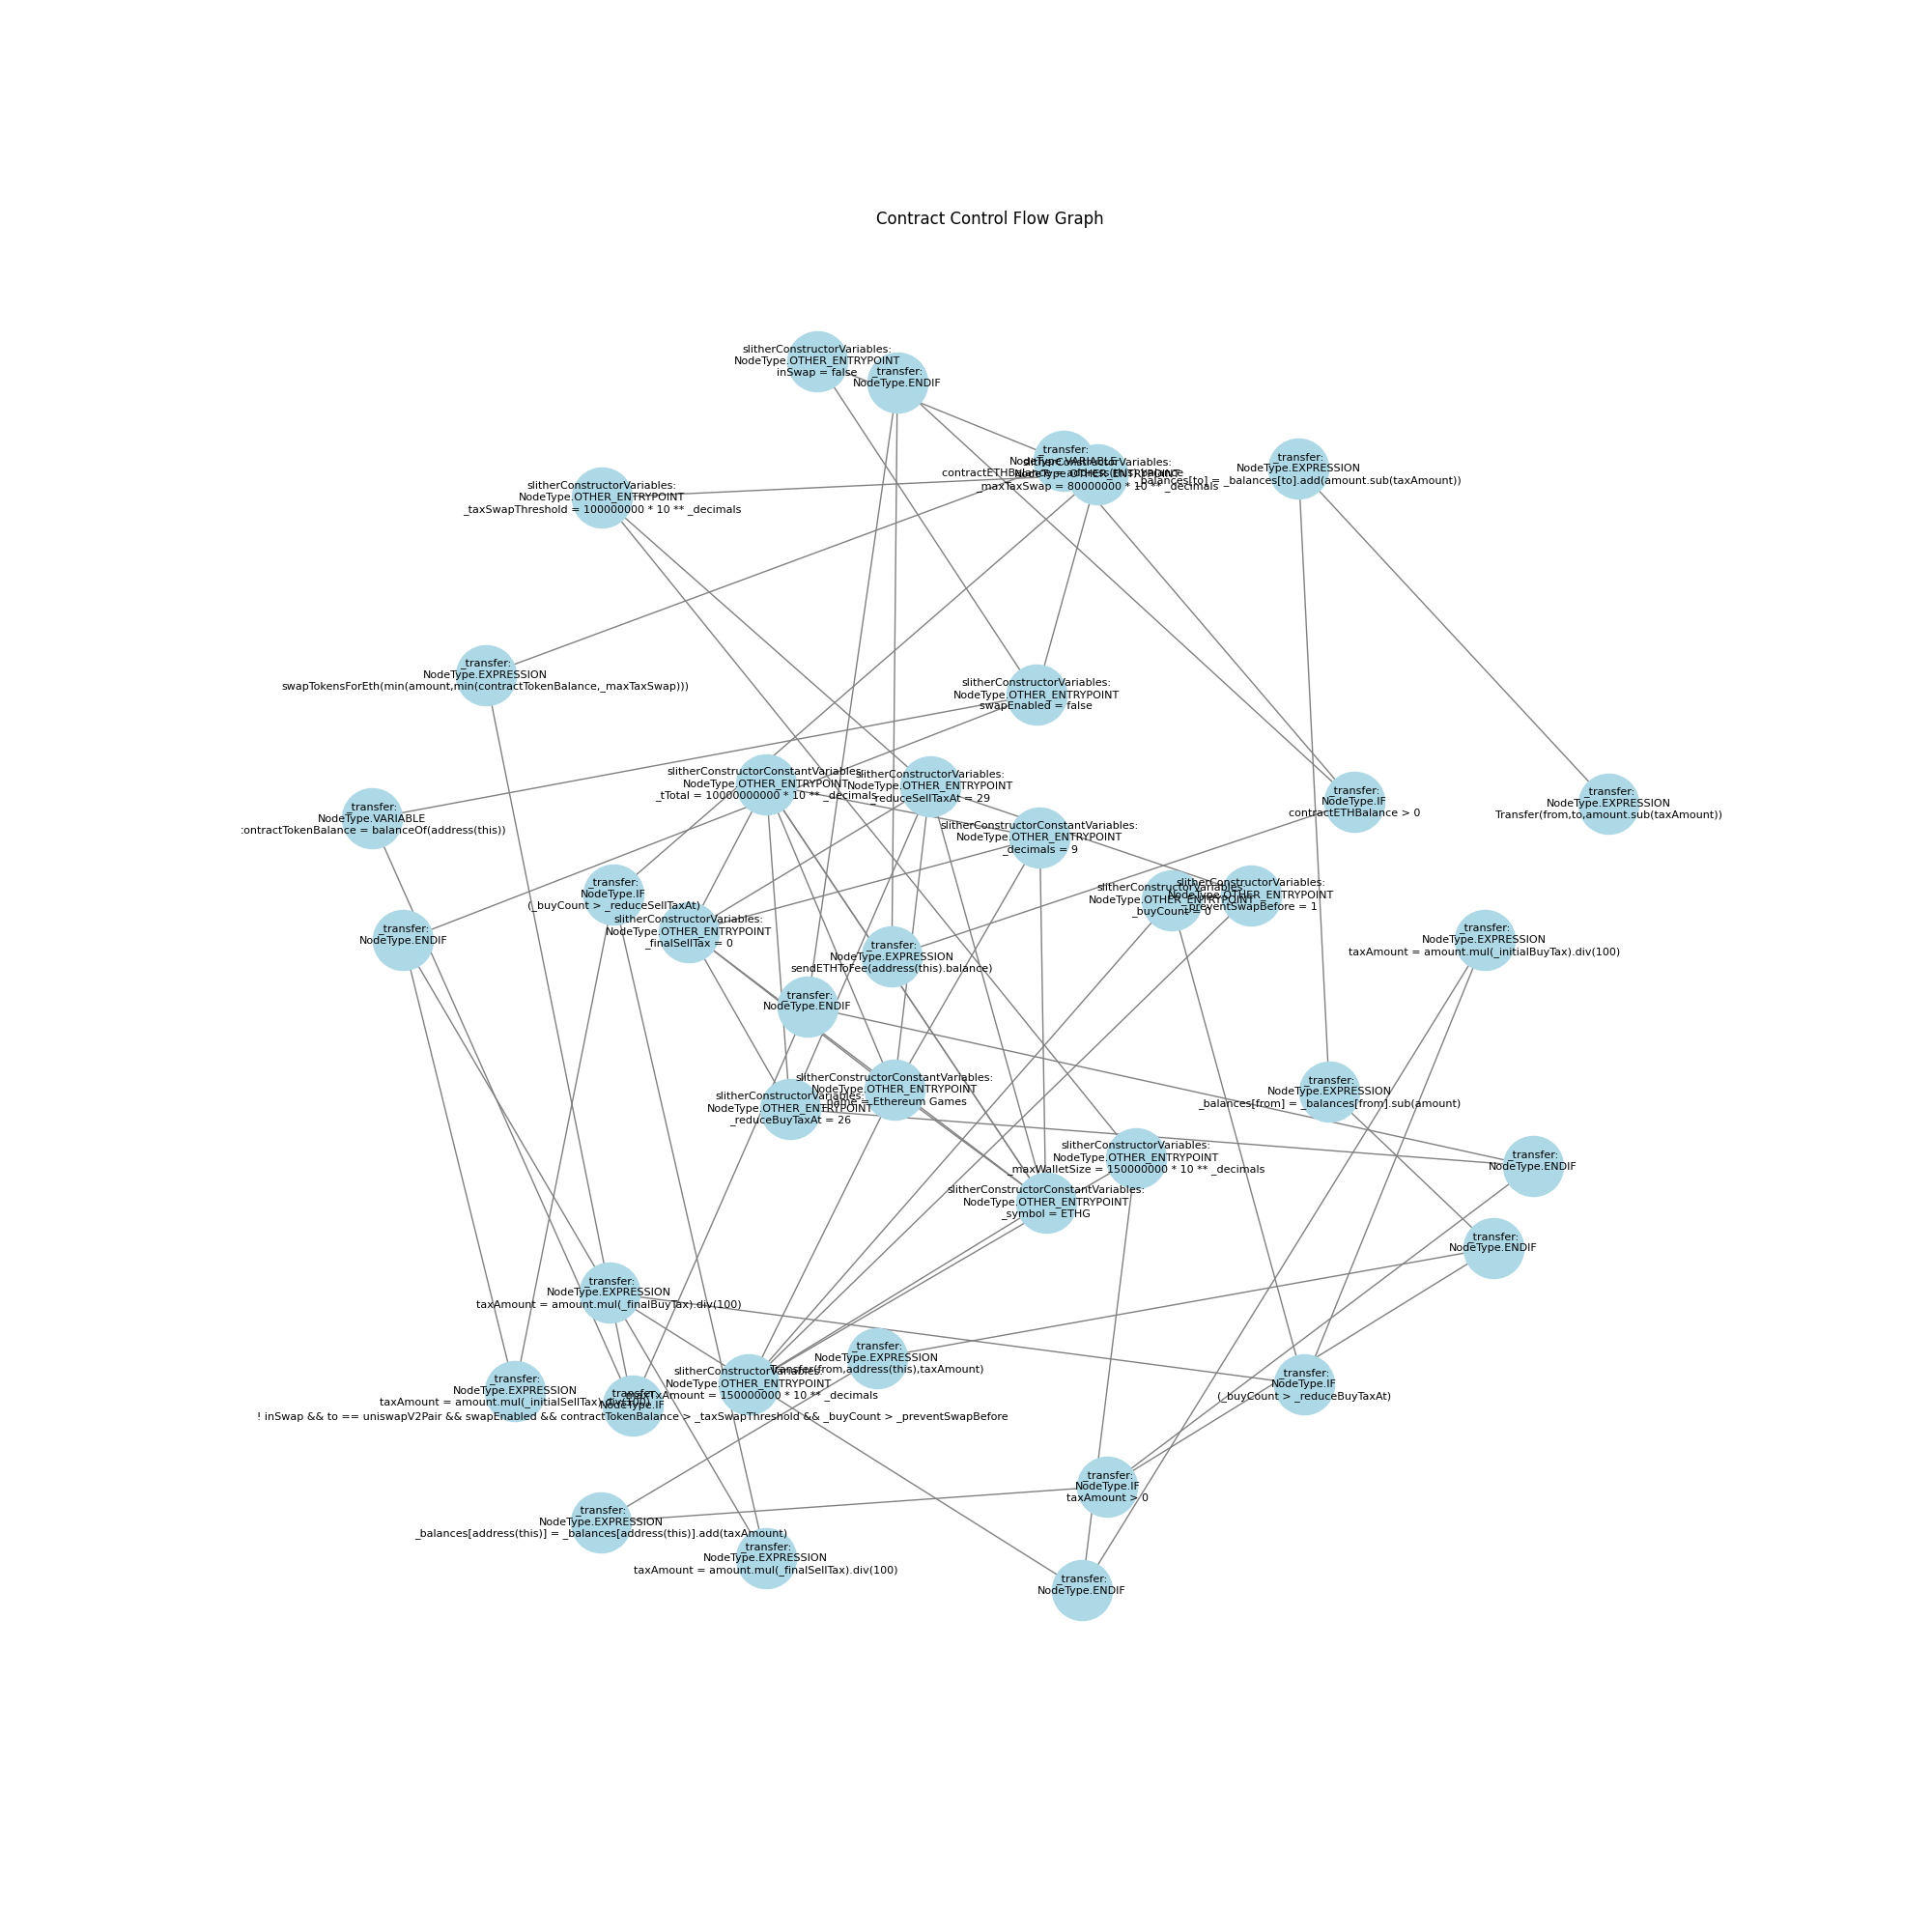 Contract Control Flow Graph
slitherConstructorVariables:
NodeType.OTHER_ENTRYPOINT
inSwap = false
_transfer:
NodeType.ENDIF
_transfer:
NodeType.VARIABLE
contractETHBalance = address(this).balance
slitherConstructorVariables:
NodeType.OTHER_ENTRYPOINT
_maxTaxSwap = 80000000 * 10 ** _decimals
_transfer:
NodeType.EXPRESSION
_balances[to] = _balances[to].add(amount.sub(taxAmount))
slitherConstructorVariables:
NodeType.OTHER_ENTRYPOINT
_taxSwapThreshold = 100000000 * 10 ** _decimals
_transfer:
NodeType.EXPRESSION
swapTokensForEth(min(amount,min(contractTokenBalance,_maxTaxSwap)))
slitherConstructorVariables:
NodeType.OTHER_ENTRYPOINT
swapEnabled = false
slitherConstructorConstantVariables:
NodeType.OTHER_ENTRYPOINT
_tTotal = 10000000000 * 10 ** _decimals
slitherConstructorVariables:
NodeType.OTHER_ENTRYPOINT
_reduceSellTaxAt = 29
_transfer:
NodeType.IF
contractETHBalance > 0
_transfer:
NodeType.EXPRESSION
Transfer(from,to,amount.sub(taxAmount))
_transfer:
NodeType.VARIABLE
:ontractTokenBalance = balanceOf(address(this))
slitherConstructorConstantVariables:
NodeType.OTHER_ENTRYPOINT
_decimals = 9
_transfer:
NodeType.IF
(_buyCount > _reduceSellTaxAt)
slitherConstructorVariables:
NodeType.OTHER_ENTRYPOINT
_buyCount = 0
slitherConstructorVariables:
NodeType.OTHER_ENTRYPOINT
_preventSwapBefore = 1
slitherConstructorVariables:
NodeType.OTHER_ENTRYPOINT
_finalSellTax = 0
_transfer:
NodeType.ENDIF
_transfer:
NodeType.EXPRESSION
taxAmount = amount.mul(_initialBuyTax).div(100)
_transfer:
NodeType.EXPRESSION
sendETHToFee(address(this).balance)
_transfer:
NodeType.ENDIF
slitherConstructorConstantVariables:
NodeType.OTHER_ENTRYPOINT
_name = Ethereum Games
slitherConstructorVariables:
NodeType.OTHER_ENTRYPOINT
_reduceBuyTaxAt = 26
_transfer:
NodeType.EXPRESSION
_balances[from] = _balances[from].sub(amount)
slitherConstructorVariables:
NodeType.OTHER_ENTRYPOINT
_maxWalletSize = 150000000 * 10 ** _decimals
_transfer:
NodeType.ENDIF
slitherConstructorConstantVariables:
NodeType.OTHER_ENTRYPOINT
_symbol = ETHG
_transfer:
NodeType.ENDIF
_transfer:
NodeType.EXPRESSION
taxAmount = amount.mul(_finalBuyTax).div(100)
_transfer:
NodeType.EXPRESSION
Transfer(from,address(this),taxAmount)
slitherConstructorVariables:
NodeType.OTHER_ENTRYPOINT
_maxTxAmount = 150000000 * 10 ** _decimals
_transfer:
NodeType.IF
(_buyCount > _reduceBuyTaxAt)
_transfer:
NodeType.EXPRESSION
taxAmount = amount.mul(_initialSellTax).div(100)
_transfer:
NodeType.IF
! inSwap && to == uniswapV2Pair && swapEnabled && contractTokenBalance > _taxSwapThreshold && _buyCount > _preventSwapBefore
_transfer:
NodeType.IF
taxAmount > 0
_transfer:
NodeType.EXPRESSION
_balances[address(this)] = _balances[address(this)].add(taxAmount)
_transfer:
NodeType.EXPRESSION
taxAmount = amount.mul(_finalSellTax).div(100)
_transfer:
NodeType.ENDIF